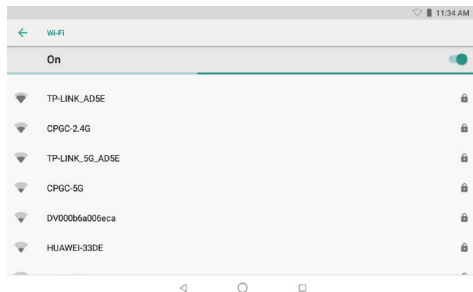 11:34 AM
Wi-Fi
On
TP-LINK_AD5E
CPGC-2.4G
TP-LINK_5G_AD5E
CPGC-5G
DV000b6a006eca
HUAWEI-33DE